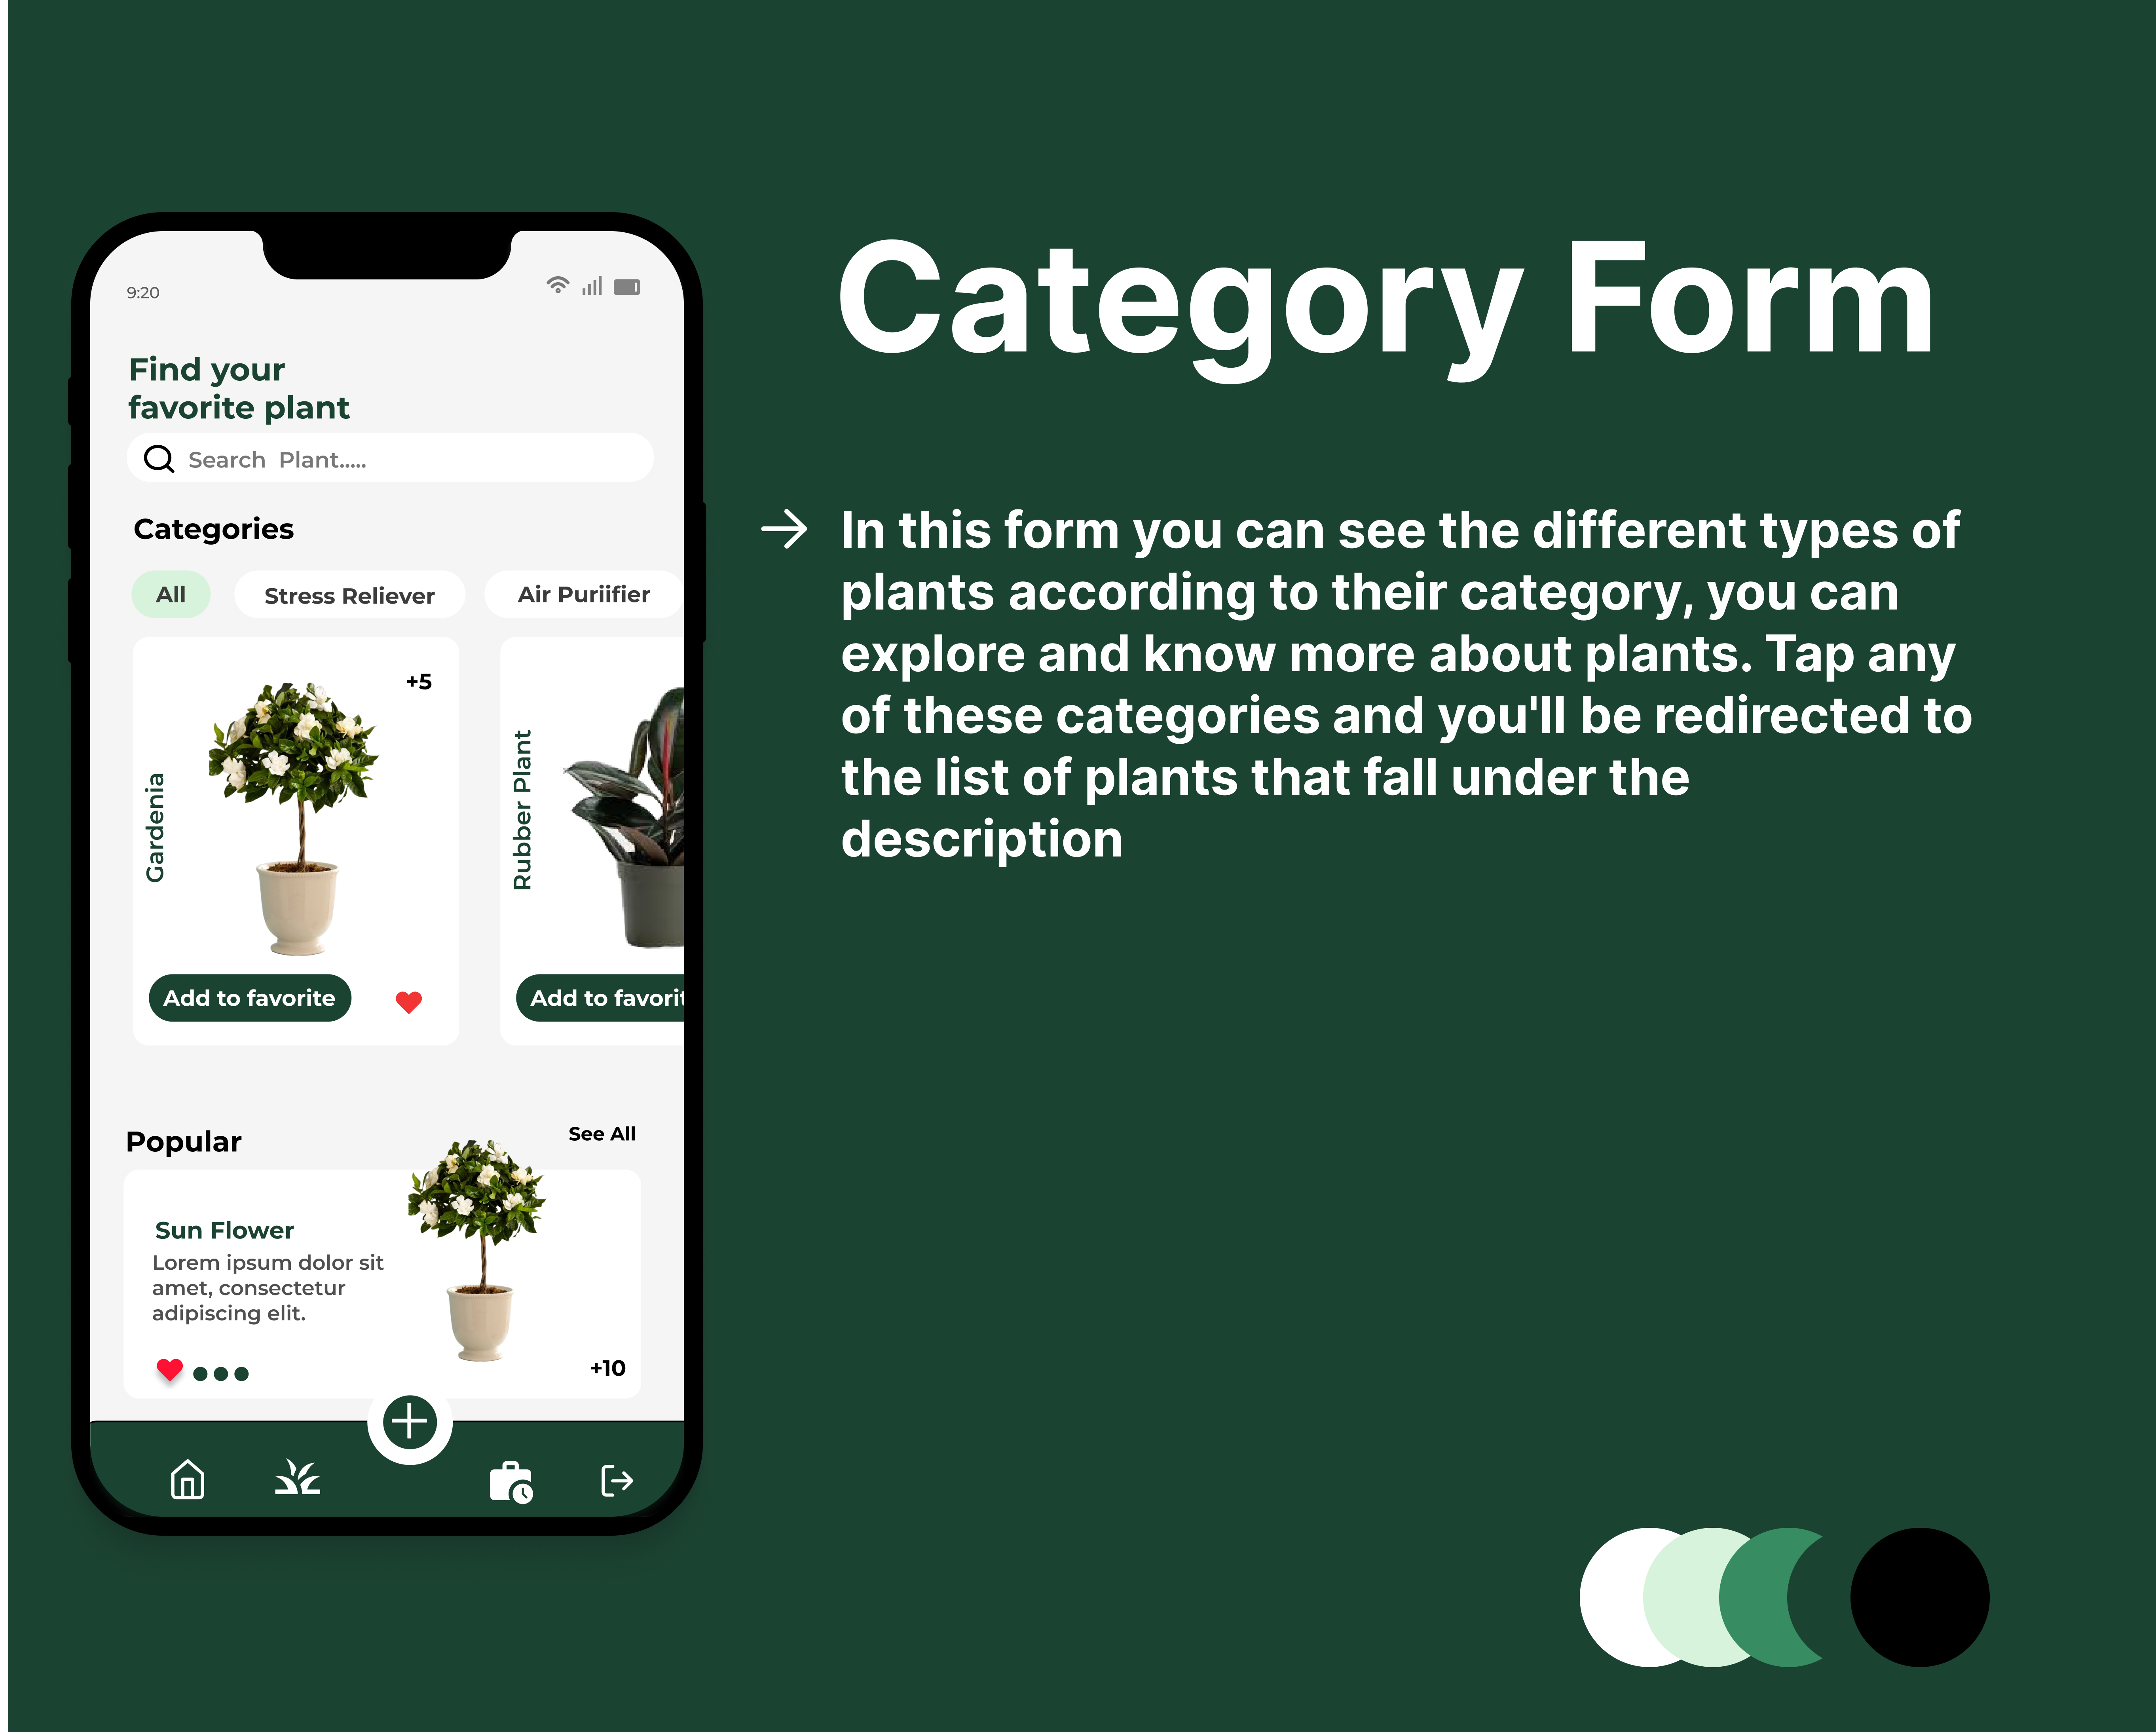 9:20
Find your
favorite plant
Search Plant.....
Categories
All
Stress Reliever
Air Puriifier
+5
Gardenia
Rubber Plant
Add to favorite
Add to favorit
Popular
See All
Sun Flower
Lorem ipsum dolor sit
amet, consectetur
adipiscing elit.
+10
Category Form
In this form you can see the different types of
plants according to their category, you can
explore and know more about plants. Tap any
of these categories and you'll be redirected to
the list of plants that fall under the
description